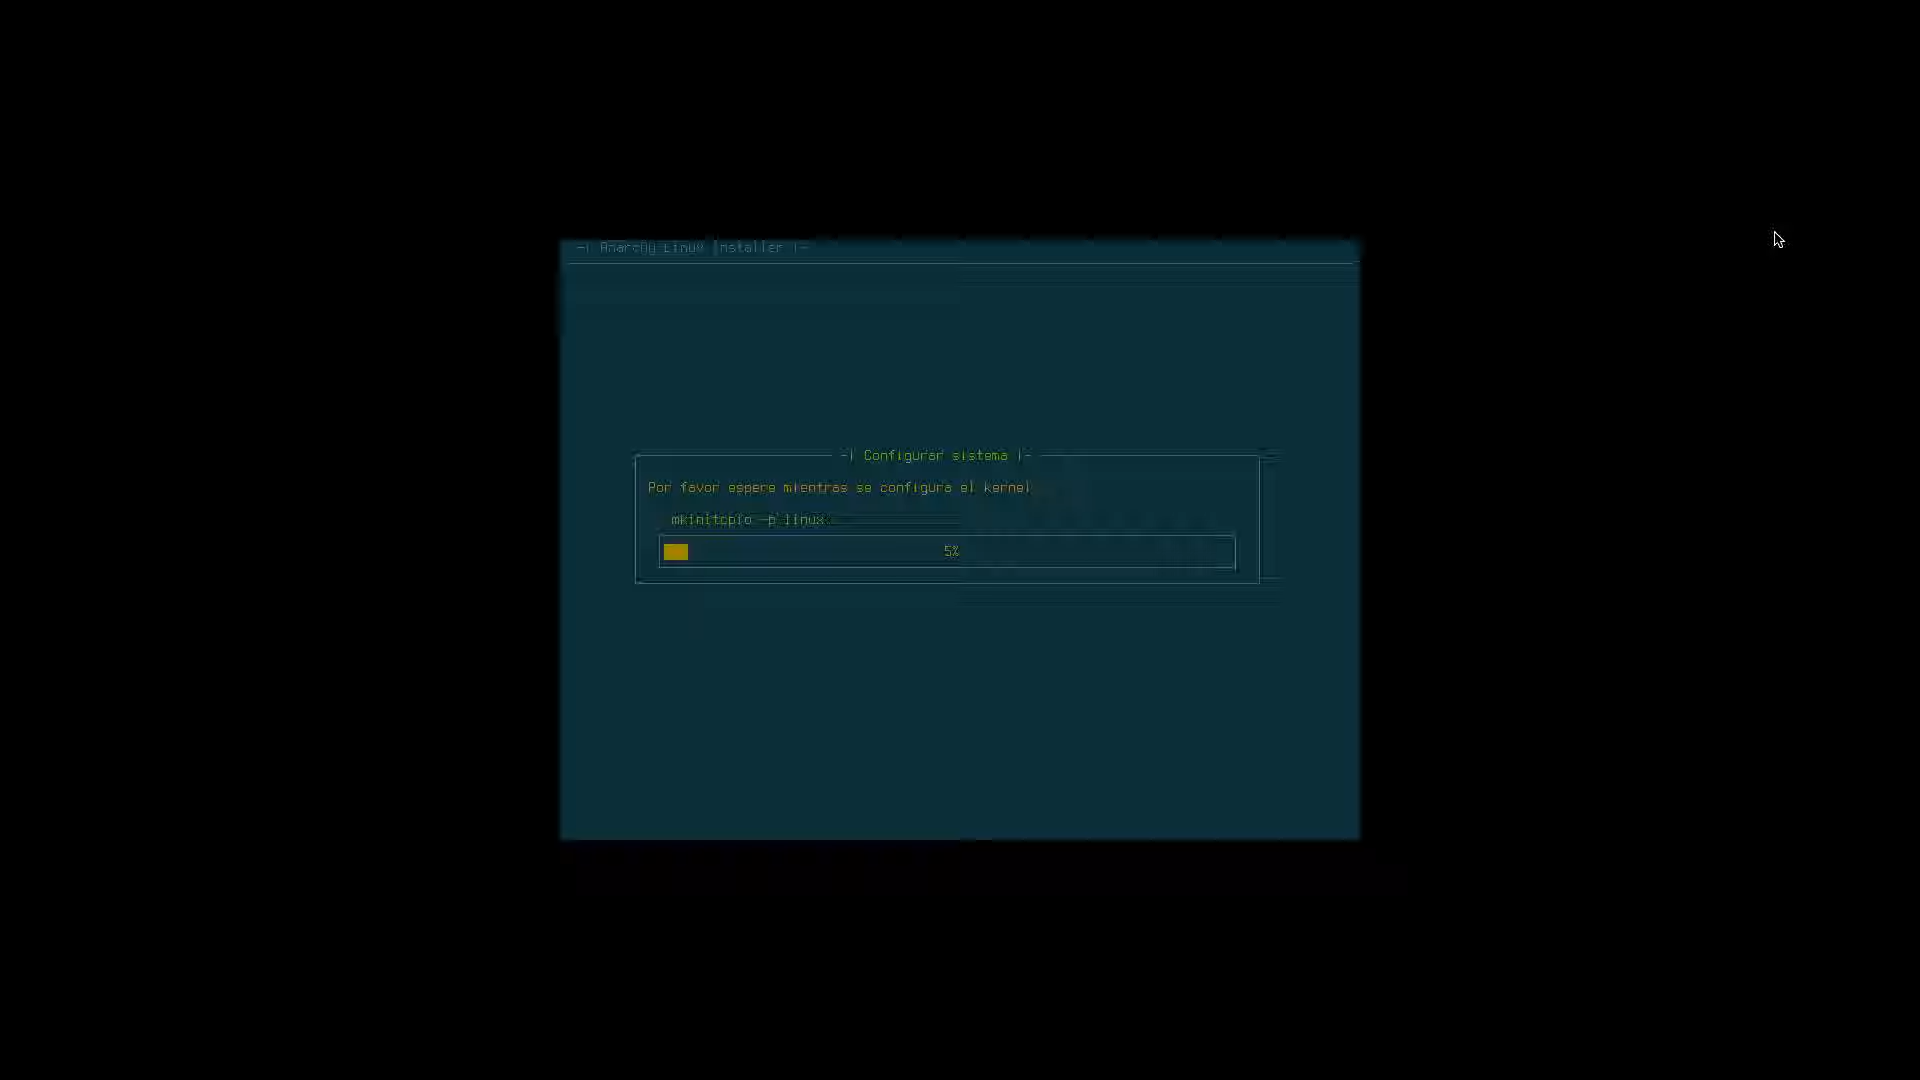 -| Anarchy Linux Installer |-
-| Configurar sistema |-
Por favor espere mientras se configura el kernel
mkinitcpio -p linux
5%